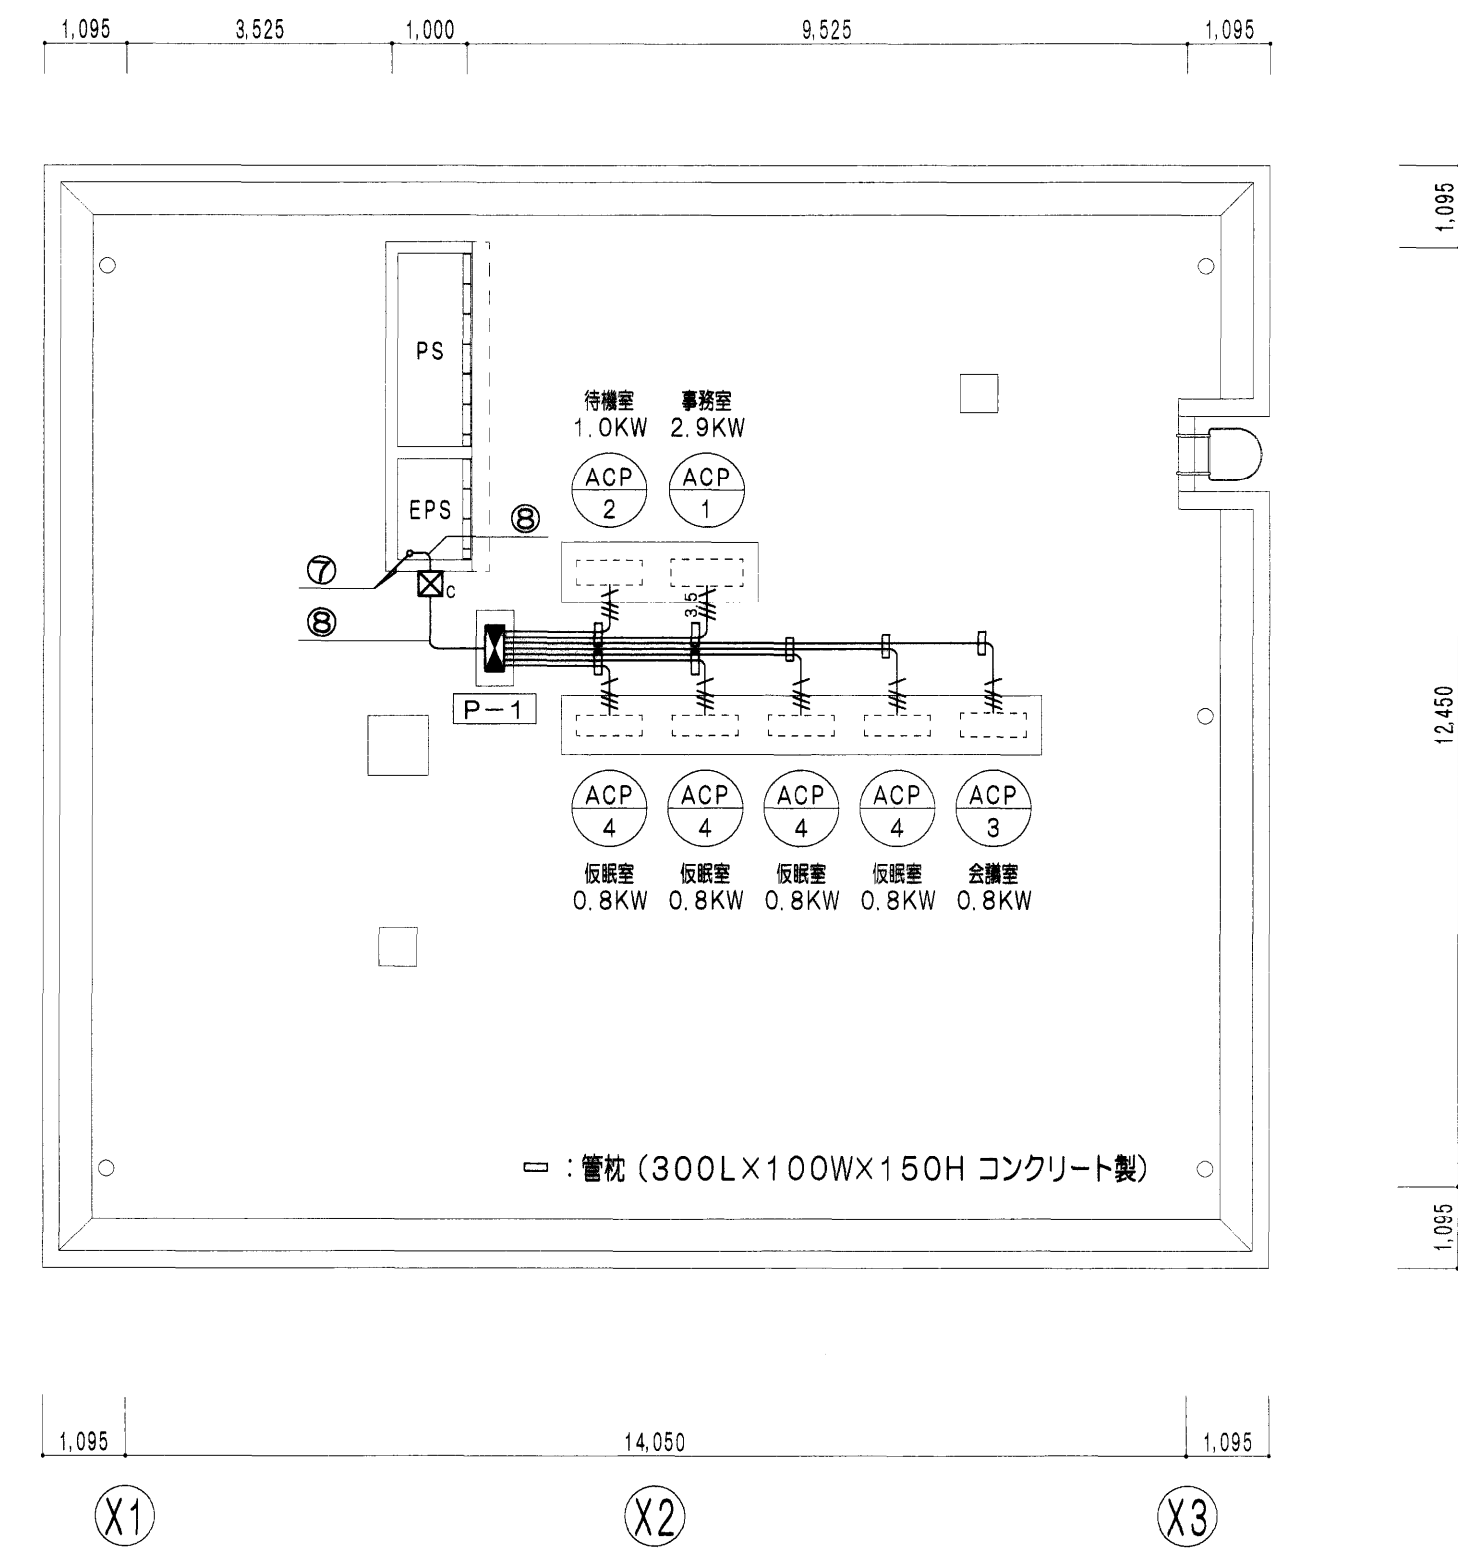 1,095 3,525 1,000 9,525 1,095
1,095
PS
待機室 事務室
1.0KW 2.9KW
ACP ACP
2 1
EPS
⑧
⑦
C
3.5
⑧
P-1
12,450
ACP ACP ACP ACP ACP
4 4 4 4 3
仮眠室 仮眠室 仮眠室 仮眠室 会議室
0.8KW 0.8KW 0.8KW 0.8KW 0.8KW
：管枕（300L×100W×150H コンクリート製）
1,095
1,095 14,050 1,095
X1 X2 X3